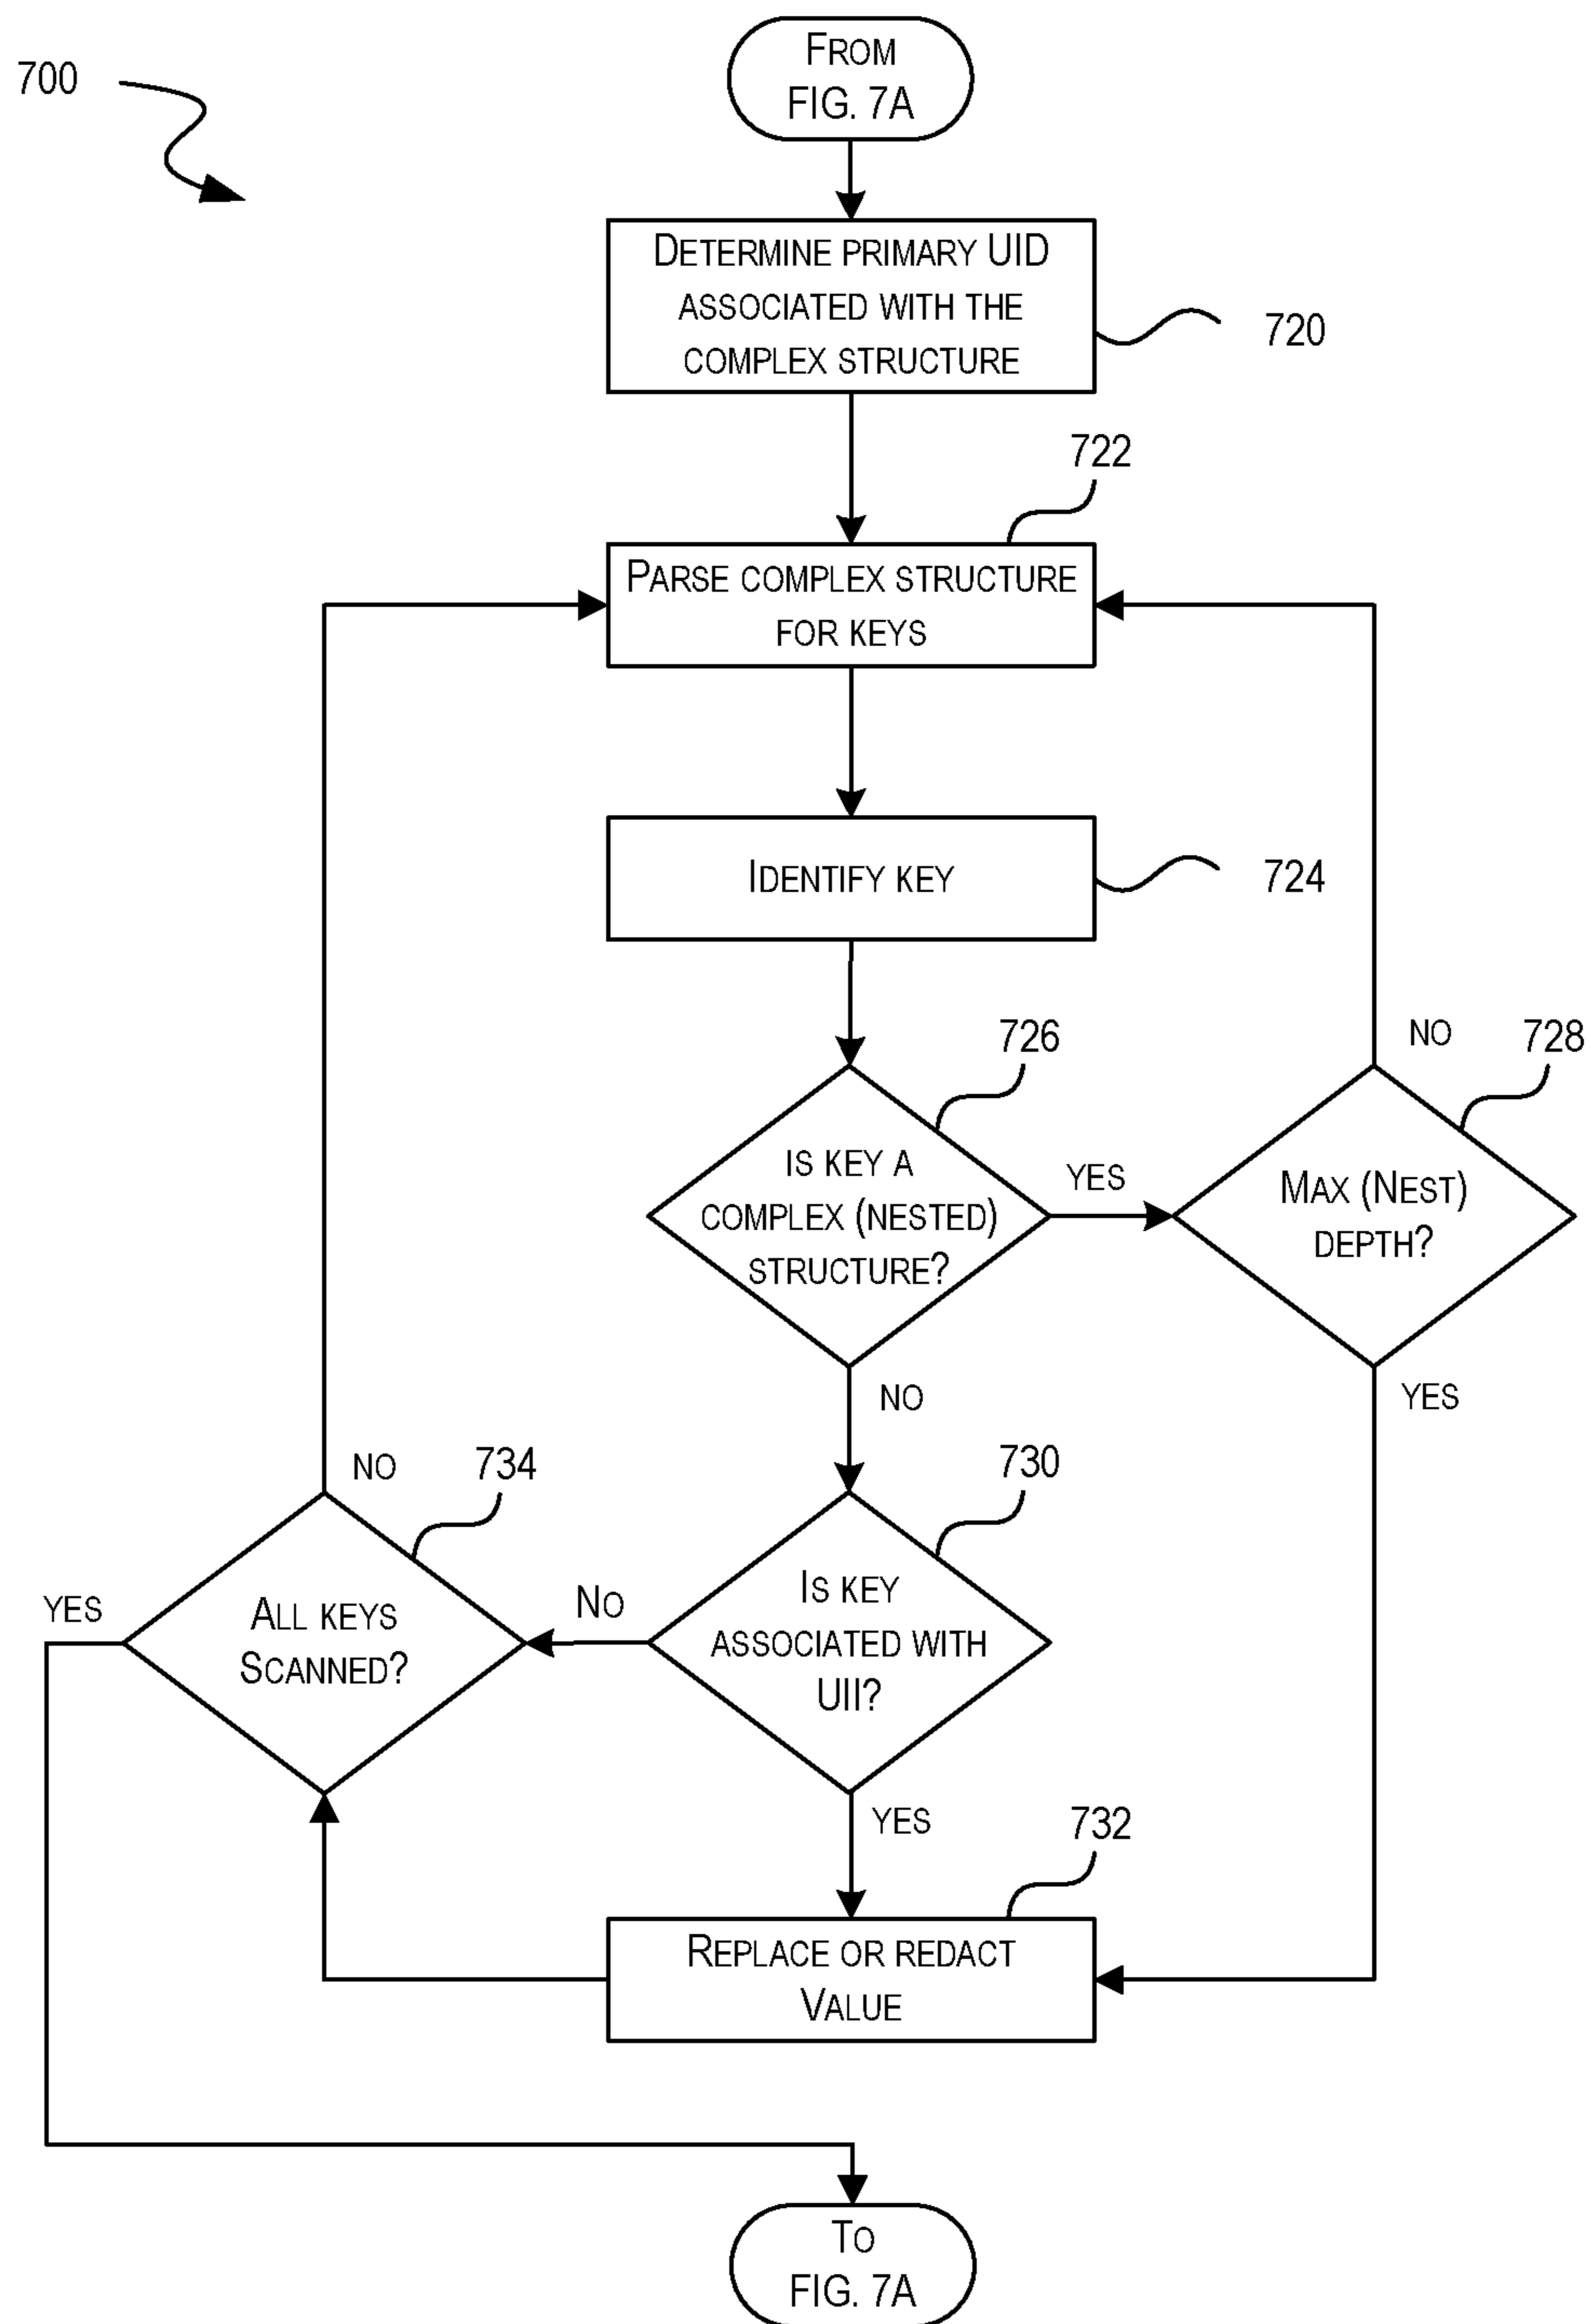 700
FROM
FIG. 7A
DETERMINE PRIMARY UID
ASSOCIATED WITH THE
COMPLEX STRUCTURE
720
722
PARSE COMPLEX STRUCTURE
FOR KEYS
IDENTIFY KEY
724
726
IS KEY A
COMPLEX (NESTED)
STRUCTURE?
YES
NO
NO
728
MAX (NEST)
DEPTH?
YES
730
IS KEY
ASSOCIATED WITH
UII?
NO
YES
NO
734
ALL KEYS
SCANNED?
YES
732
REPLACE OR REDACT
VALUE
TO
FIG. 7A